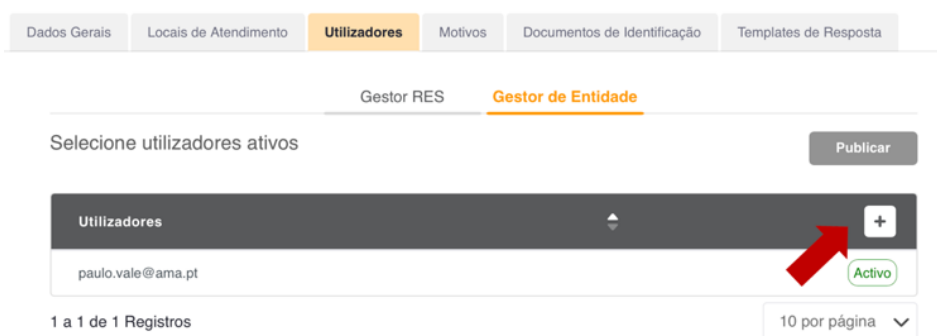 Dados Gerais Locais de Atendimento Utilizadores Motivos Documentos de Identificação Templates de Resposta
Gestor RES Gestor de Entidade
Selecione utilizadores ativos Publicar
Utilizadores +
paulo.vale@ama.pt Activo
1 a 1 de 1 Registros 10 por página